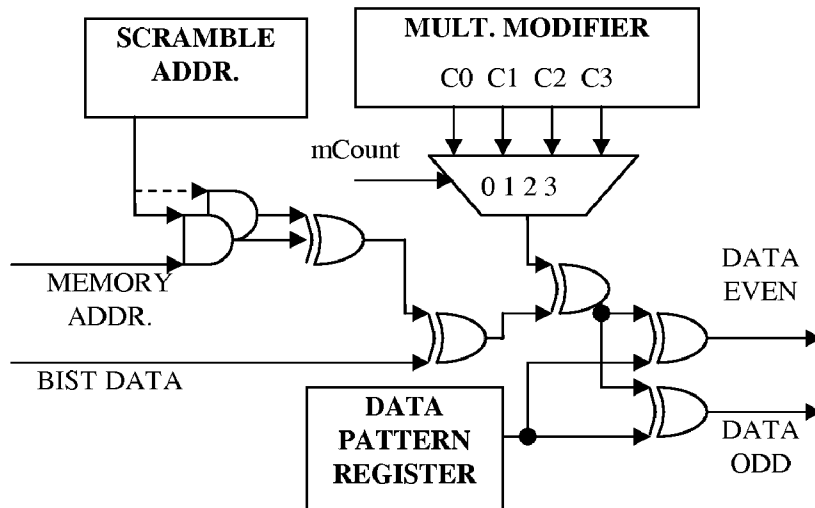 SCRAMBLE
ADDR.
MULT. MODIFIER
C0 C1 C2 C3
mCount
0 1 2 3
MEMORY
ADDR.
BIST DATA
DATA
PATTERN
REGISTER
DATA
EVEN
DATA
ODD